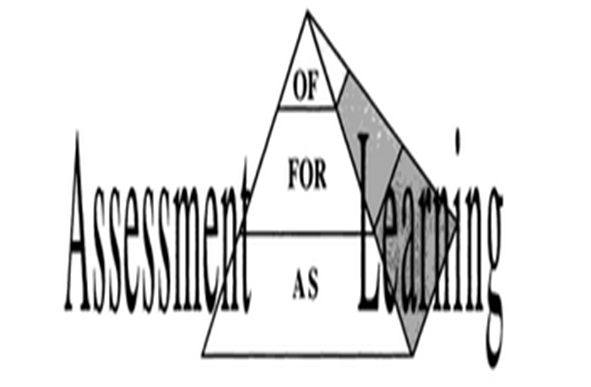 OF
FOR
Assessment Learning
AS